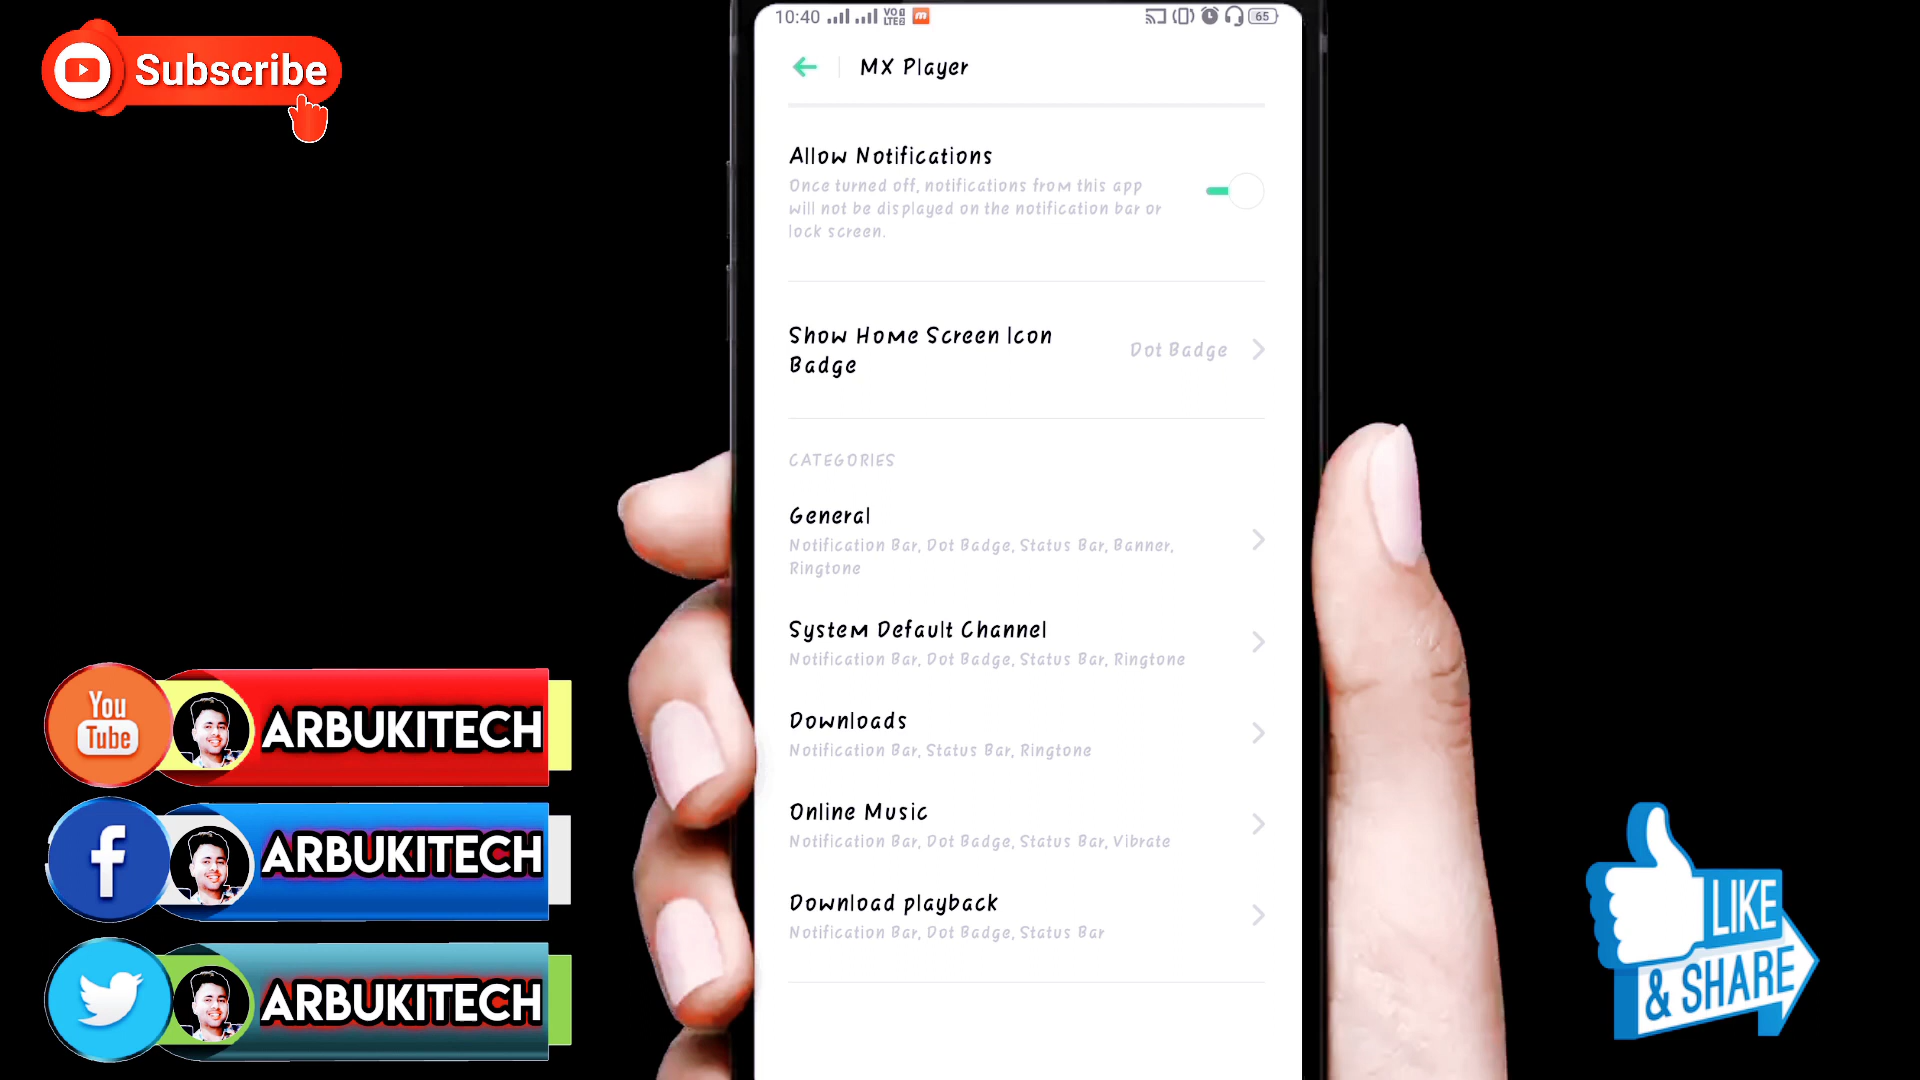 Subscribe
10:40
VO
LTE
65
MX Player
Allow Notifications
Once turned off, notifications from this app
will not be displayed on the notification bar or
lock screen.
Show Home Screen Icon
Badge
Dot Badge
CATEGORIES
General
Notification Bar, Dot Badge, Status Bar, Banner,
Ringtone
System Default Channel
Notification Bar, Dot Badge, Status Bar, Ringtone
Downloads
Notification Bar, Status Bar, Ringtone
Online Music
Notification Bar, Dot Badge, Status Bar, Vibrate
Download playback
Notification Bar, Dot Badge, Status Bar
You
Tube
ARBUKITECH
f
ARBUKITECH
ARBUKITECH
LIKE
& SHARE